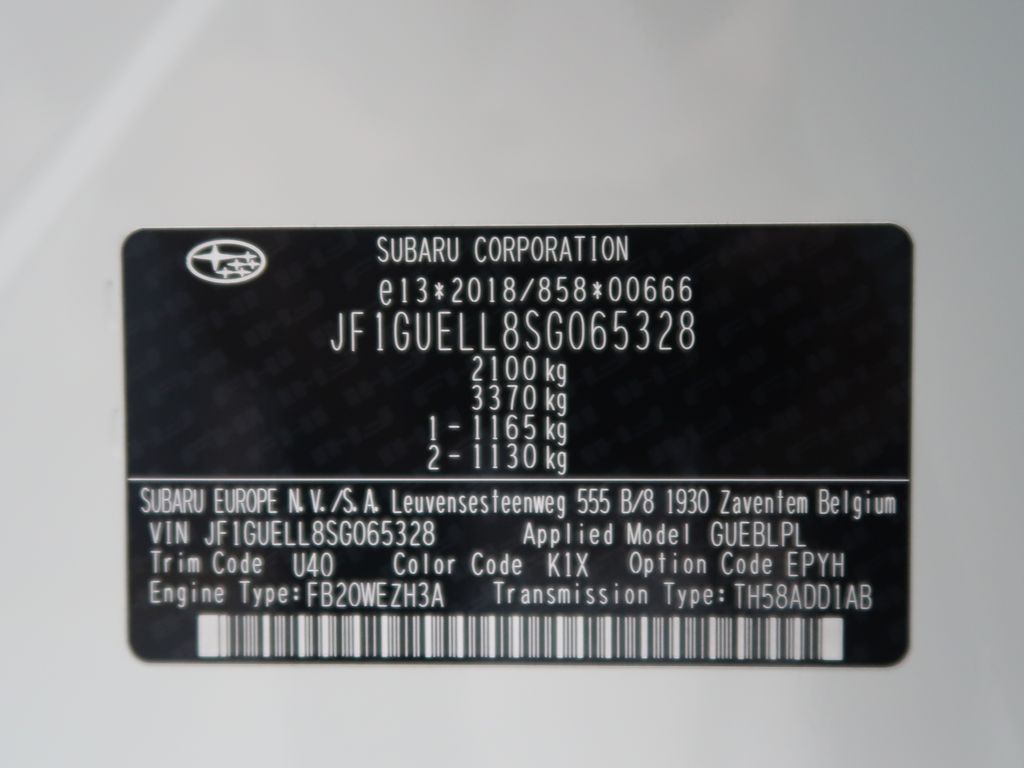 SUBARU CORPORATION
e13*2018/858*00666
JF1GUELL8SG065328
2100 kg
3370 kg
1 - 1165 kg
2 - 1130 kg
SUBARU EUROPE N.V./S.A. Leuvensesteenweg 555 B/8 1930 Zaventem Belgium
VIN JF1GUELL8SG065328 Applied Model GUEBLPL
Trim Code U40 Color Code K1X Option Code EPYH
Engine Type: FB20WEZH3A Transmission Type: TH58ADD1AB